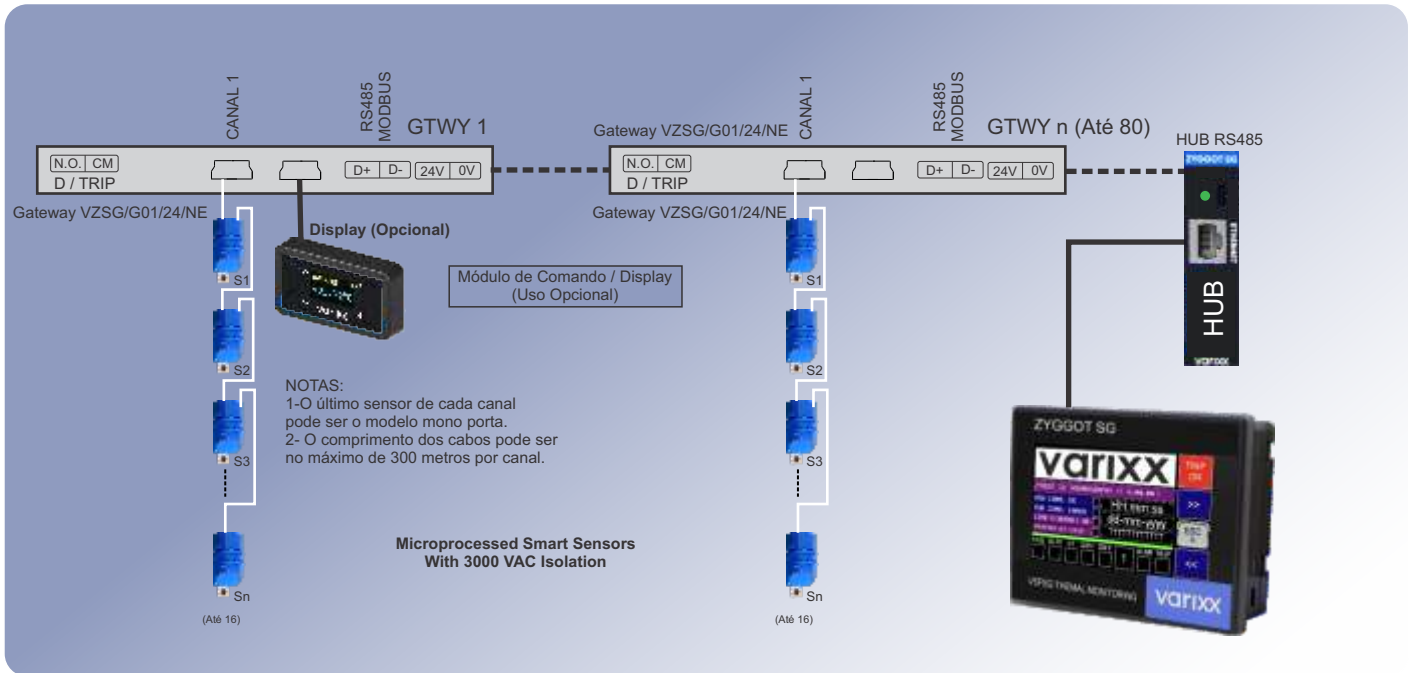 CANAL 1
RS485
MODBUS
GTWY 1
N.O. CM
D / TRIP
D+ D- 24V 0V
Gateway VZSG/G01/24/NE
Display (Opcional)
S1
S2
S3
Sn
(Até 16)
Módulo de Comando / Display
(Uso Opcional)
NOTAS:
1-O último sensor de cada canal
pode ser o modelo mono porta.
2- O comprimento dos cabos pode ser
no máximo de 300 metros por canal.
Microprocessed Smart Sensors
With 3000 VAC Isolation
Gateway VZSG/G01/24/NE
CANAL 1
RS485
MODBUS
GTWY n (Até 80)
N.O. CM
D / TRIP
D+ D- 24V 0V
Gateway VZSG/G01/24/NE
S1
S2
S3
Sn
(Até 16)
HUB RS485
ZYGGOT SG
ETHERNET
HUB
varixx
ZYGGOT SG
varixx
TRIP
>>
<<
varixx